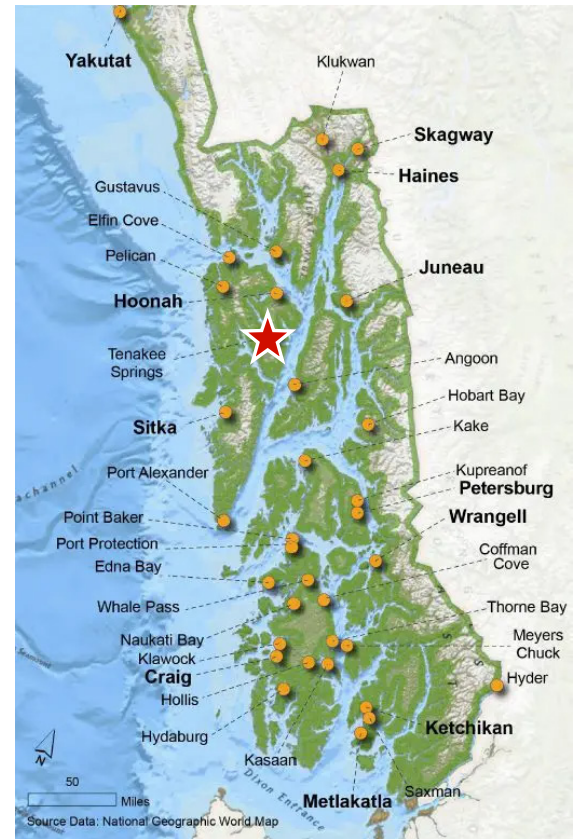 Yakutat
Klukwan
Skagway
Haines
Gustavus
Elfin Cove
Pelican
Juneau
Hoonah
Tenakee
Springs
Angoon
Hobart Bay
Sitka
Kake
Port Alexander
Kupreanof
Petersburg
Point Baker
Wrangell
Port Protection
Coffman
Cove
Edna Bay
Whale Pass
Thorne Bay
Naukati Bay
Meyers
Chuck
Klawock
Craig
Hyder
Hollis
Ketchikan
Hydaburg
Kasaan
Saxman
Metlakatla
Dixon Entrance
Seamount
N
50
Miles
Source Data: National Geographic World Map